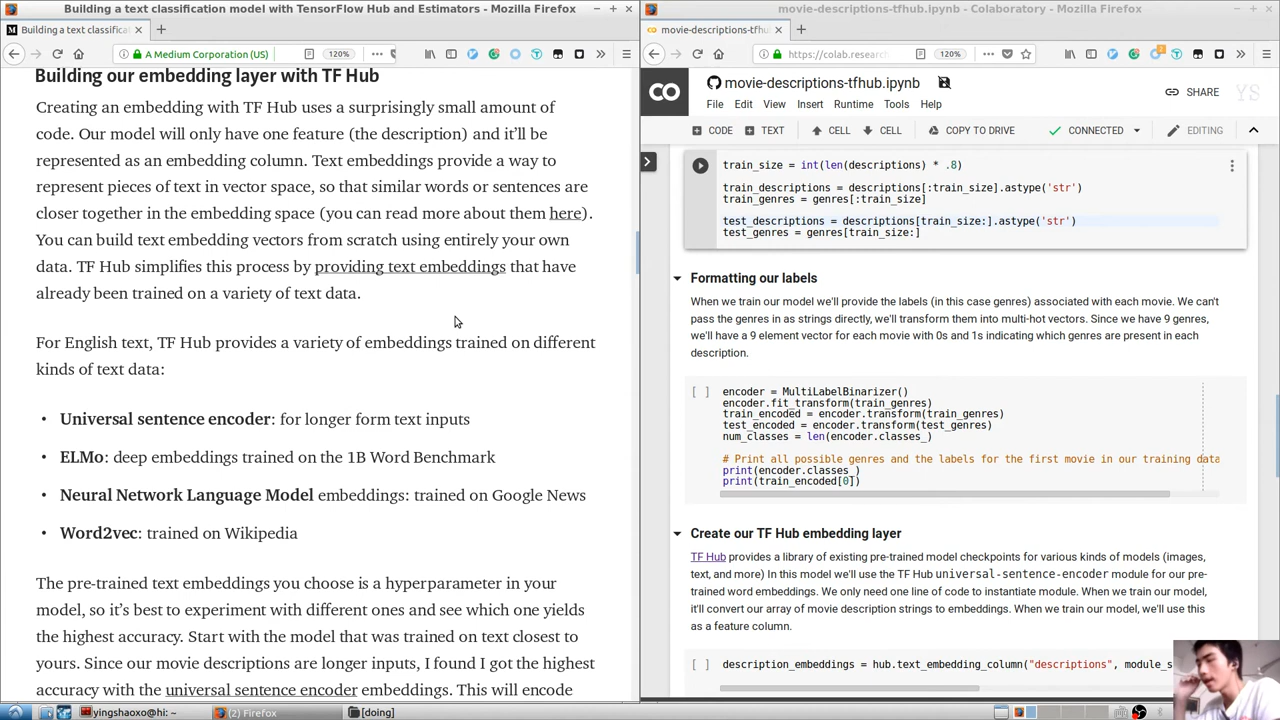 Building a text classification model with TensorFlow Hub and Estimators - Mozilla Firefox
Building a text classifica
A Medium Corporation (US)
120%
Building our embedding layer with TF Hub
Creating an embedding with TF Hub uses a surprisingly small amount of
code. Our model will only have one feature (the description) and it'll be
represented as an embedding column. Text embeddings provide a way to
represent pieces of text in vector space, so that similar words or sentences are
closer together in the embedding space (you can read more about them here).
You can build text embedding vectors from scratch using entirely your own
data. TF Hub simplifies this process by providing text embeddings that have
already been trained on a variety of text data.
For English text, TF Hub provides a variety of embeddings trained on different
kinds of text data:
• Universal sentence encoder: for longer form text inputs
• ELMo: deep embeddings trained on the 1B Word Benchmark
• Neural Network Language Model embeddings: trained on Google News
• Word2vec: trained on Wikipedia
The pre-trained text embeddings you choose is a hyperparameter in your
model, so it's best to experiment with different ones and see which one yields
the highest accuracy. Start with the model that was trained on text closest to
yours. Since our movie descriptions are longer inputs, I found I got the highest
accuracy with the universal sentence encoder embeddings. This will encode
movie-descriptions-tfhub.ipynb - Colaboratory - Mozilla Firefox
movie-descriptions-tfhub
https://colab.research
120%
CO
movie-descriptions-tfhub.ipynb
SHARE
YS
File Edit View Insert Runtime Tools Help
CODE TEXT CELL CELL COPY TO DRIVE CONNECTED EDITING
train_size = int(len(descriptions) * .8)
train_descriptions = descriptions[:train_size].astype('str')
train_genres = genres[:train_size]
test_descriptions = descriptions[train_size:].astype('str')
test_genres = genres[train_size:]
Formatting our labels
When we train our model we'll provide the labels (in this case genres) associated with each movie. We can't
pass the genres in as strings directly, we'll transform them into multi-hot vectors. Since we have 9 genres,
we'll have a 9 element vector for each movie with 0s and 1s indicating which genres are present in each
description.
[ ] encoder = MultiLabelBinarizer()
encoder.fit_transform(train_genres)
train_encoded = encoder.transform(train_genres)
test_encoded = encoder.transform(test_genres)
num_classes = len(encoder.classes_)
# Print all possible genres and the labels for the first movie in our training data
print(encoder.classes_)
print(train_encoded[0])
Create our TF Hub embedding layer
TF Hub provides a library of existing pre-trained model checkpoints for various kinds of models (images,
text, and more) In this model we'll use the TF Hub universal-sentence-encoder module for our pre-
trained word embeddings. We only need one line of code to instantiate module. When we train our model,
it'll convert our array of movie description strings to embeddings. When we train our model, we'll use this
as a feature column.
[ ] description_embeddings = hub.text_embedding_column("descriptions", module_s
yingshaoxo@hi: ~
(2) Firefox
[doing]